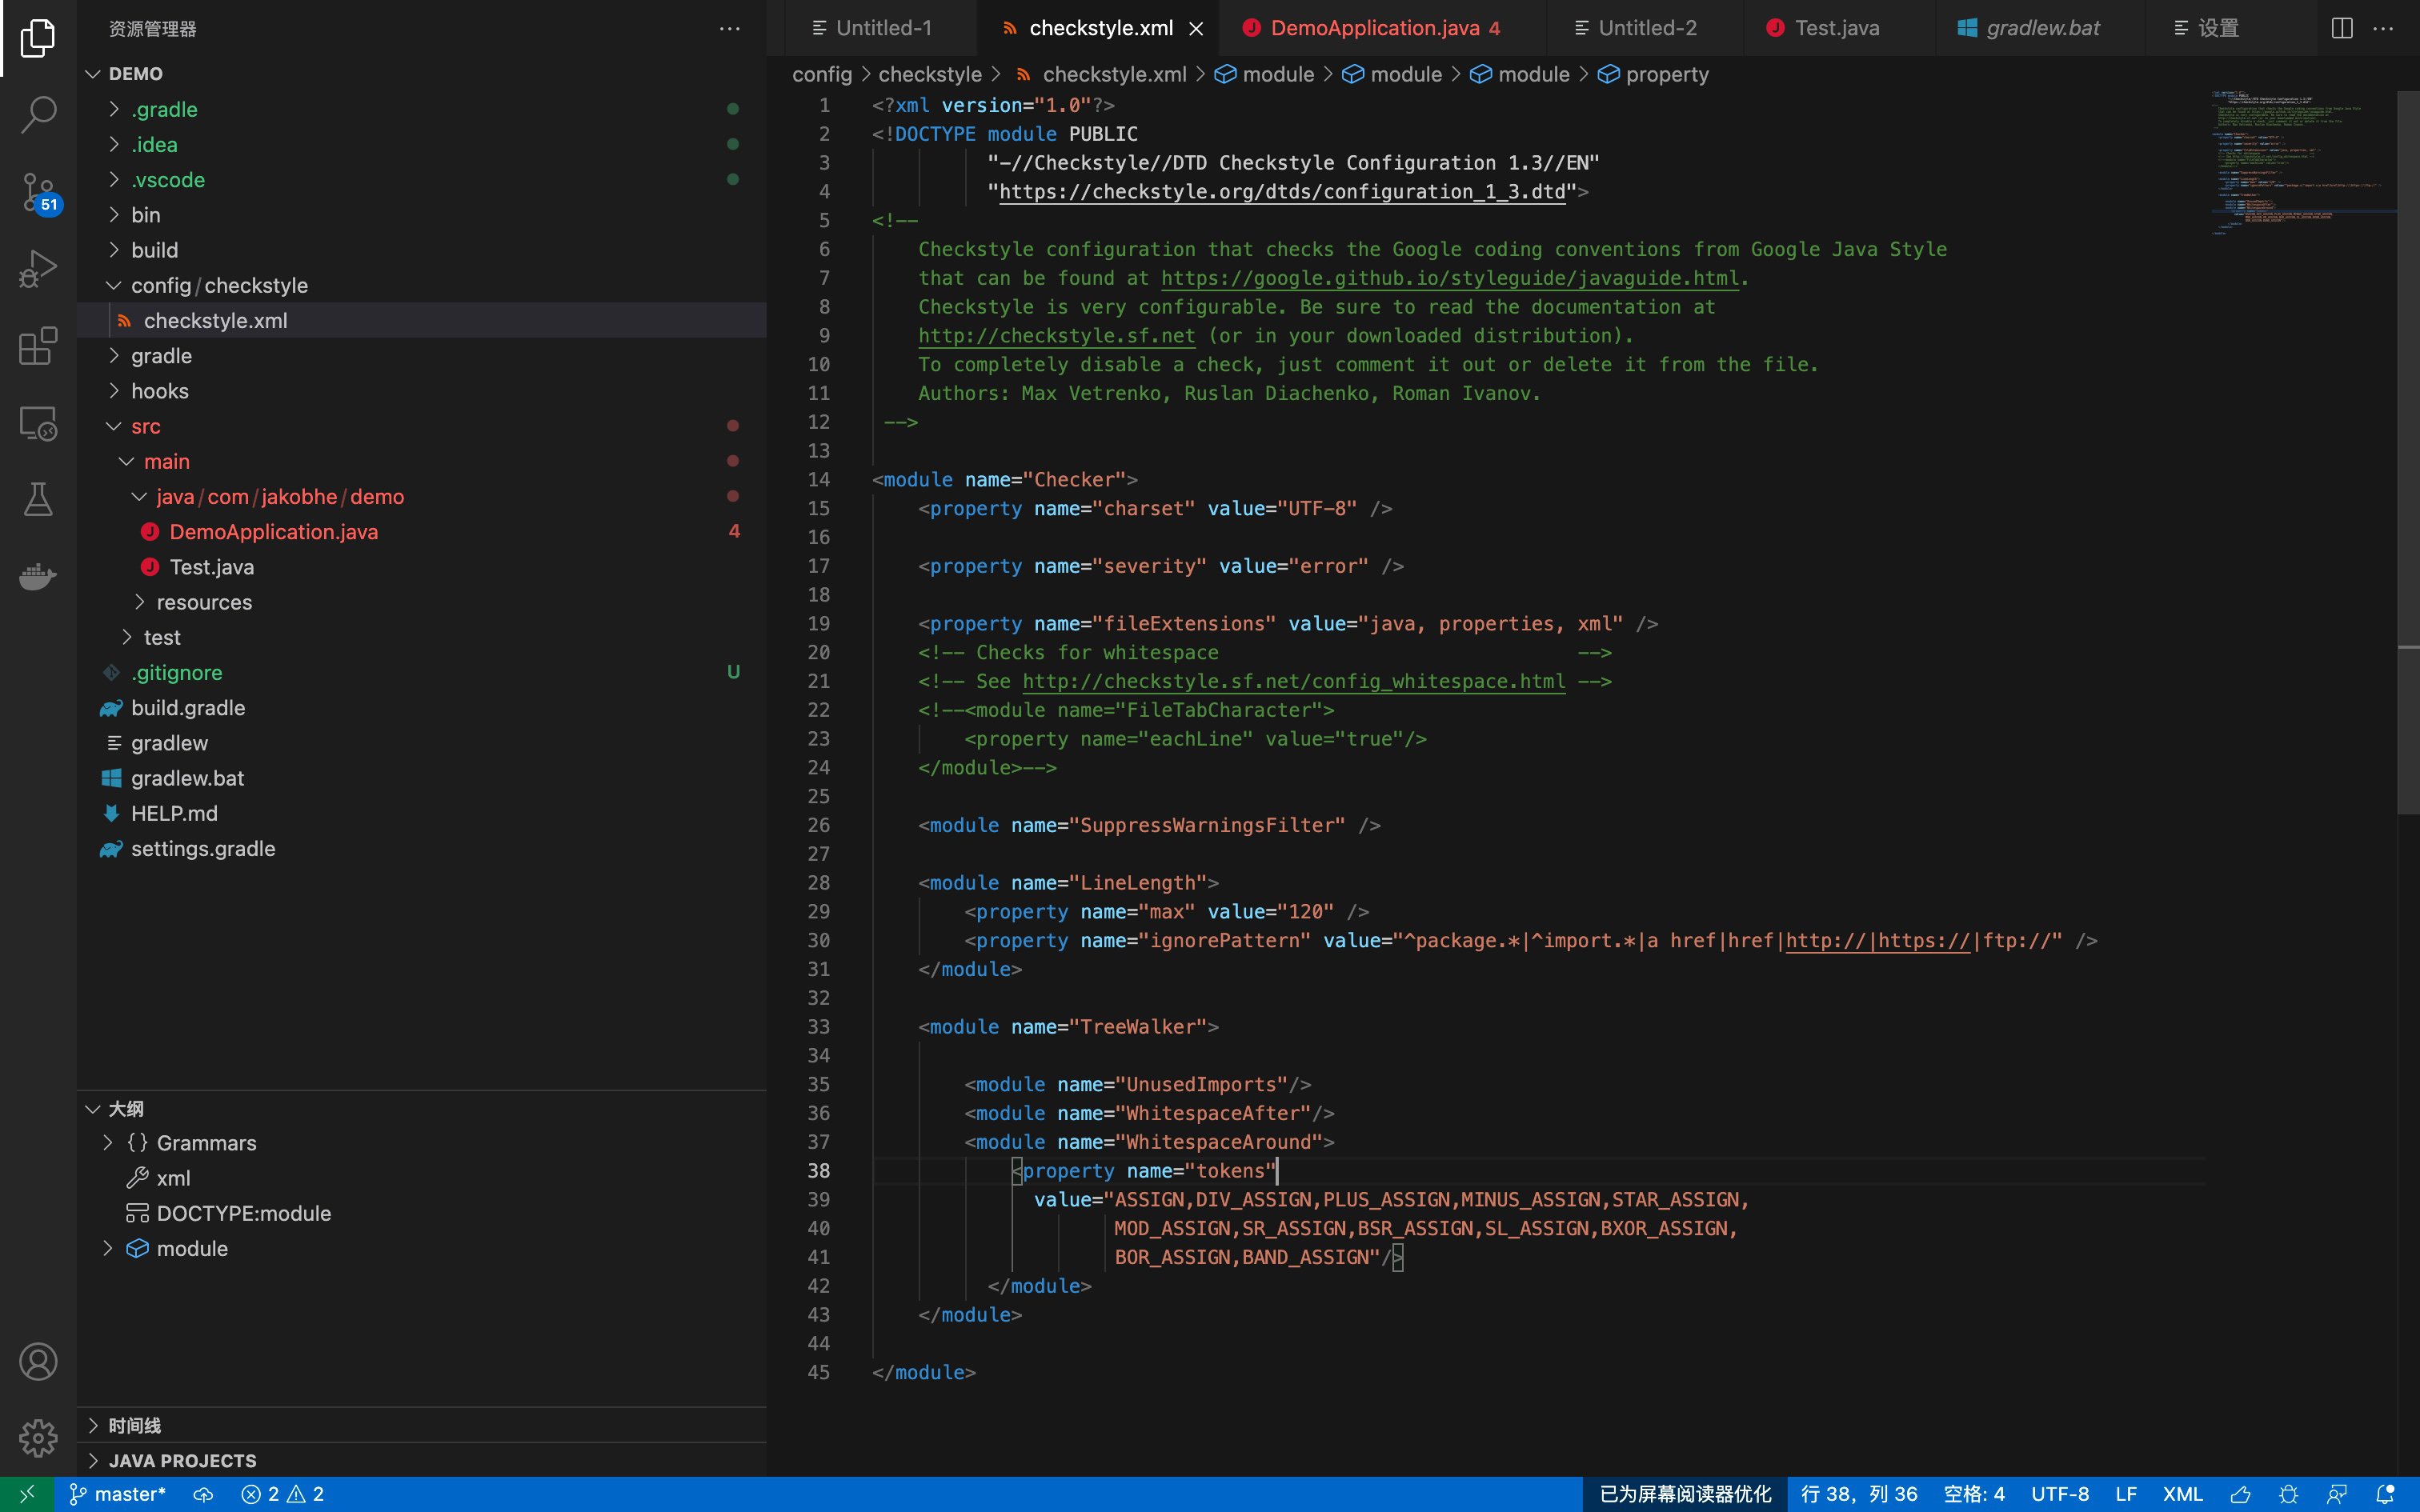 资源管理器
DEMO
.gradle
.idea
.vscode
bin
build
config/checkstyle
checkstyle.xml
gradle
hooks
src
main
java/com/jakobhe/demo
DemoApplication.java 4
Test.java
resources
test
.gitignore U
build.gradle
gradlew
gradlew.bat
HELP.md
settings.gradle
大纲
{} Grammars
xml
DOCTYPE:module
module
时间线
JAVA PROJECTS
51
Untitled-1
checkstyle.xml
DemoApplication.java 4
Untitled-2
Test.java
gradlew.bat
设置
config > checkstyle > checkstyle.xml > module > module > module > property
1 <?xml version="1.0"?>
2 <!DOCTYPE module PUBLIC
3 "-//Checkstyle//DTD Checkstyle Configuration 1.3//EN"
4 "https://checkstyle.org/dtds/configuration_1_3.dtd">
5 <!--
6 Checkstyle configuration that checks the Google coding conventions from Google Java Style
7 that can be found at https://google.github.io/styleguide/javaguide.html.
8 Checkstyle is very configurable. Be sure to read the documentation at
9 http://checkstyle.sf.net (or in your downloaded distribution).
10 To completely disable a check, just comment it out or delete it from the file.
11 Authors: Max Vetrenko, Ruslan Diachenko, Roman Ivanov.
12 -->
13
14 <module name="Checker">
15 <property name="charset" value="UTF-8" />
16
17 <property name="severity" value="error" />
18
19 <property name="fileExtensions" value="java, properties, xml" />
20 <!-- Checks for whitespace -->
21 <!-- See http://checkstyle.sf.net/config_whitespace.html -->
22 <!--<module name="FileTabCharacter">
23 <property name="eachLine" value="true"/>
24 </module>-->
25
26 <module name="SuppressWarningsFilter" />
27
28 <module name="LineLength">
29 <property name="max" value="120" />
30 <property name="ignorePattern" value="^package.*|^import.*|a href|href|http://|https://|ftp://" />
31 </module>
32
33 <module name="TreeWalker">
34
35 <module name="UnusedImports"/>
36 <module name="WhitespaceAfter"/>
37 <module name="WhitespaceAround">
38 <property name="tokens"
39 value="ASSIGN,DIV_ASSIGN,PLUS_ASSIGN,MINUS_ASSIGN,STAR_ASSIGN,
40 MOD_ASSIGN,SR_ASSIGN,BSR_ASSIGN,SL_ASSIGN,BXOR_ASSIGN,
41 BOR_ASSIGN,BAND_ASSIGN"/>
42 </module>
43 </module>
44
45 </module>
master* 2 2
已为屏幕阅读器优化 行 38，列 36 空格: 4 UTF-8 LF XML